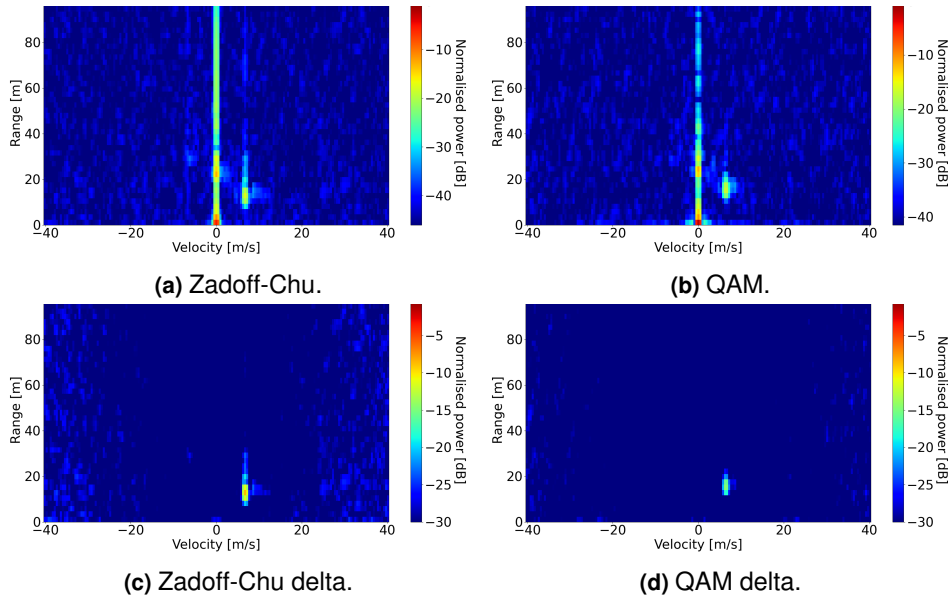 80
60
40
20
0
Range [m]
−40 −20 0 20 40
Velocity [m/s]
−10
−20
−30
−40
Normalised power [dB]
(a) Zadoff-Chu.
80
60
40
20
0
Range [m]
−40 −20 0 20 40
Velocity [m/s]
−10
−20
−30
−40
Normalised power [dB]
(b) QAM.
80
60
40
20
0
Range [m]
−40 −20 0 20 40
Velocity [m/s]
−5
−10
−15
−20
−25
−30
Normalised power [dB]
(c) Zadoff-Chu delta.
80
60
40
20
0
Range [m]
−40 −20 0 20 40
Velocity [m/s]
−5
−10
−15
−20
−25
−30
Normalised power [dB]
(d) QAM delta.